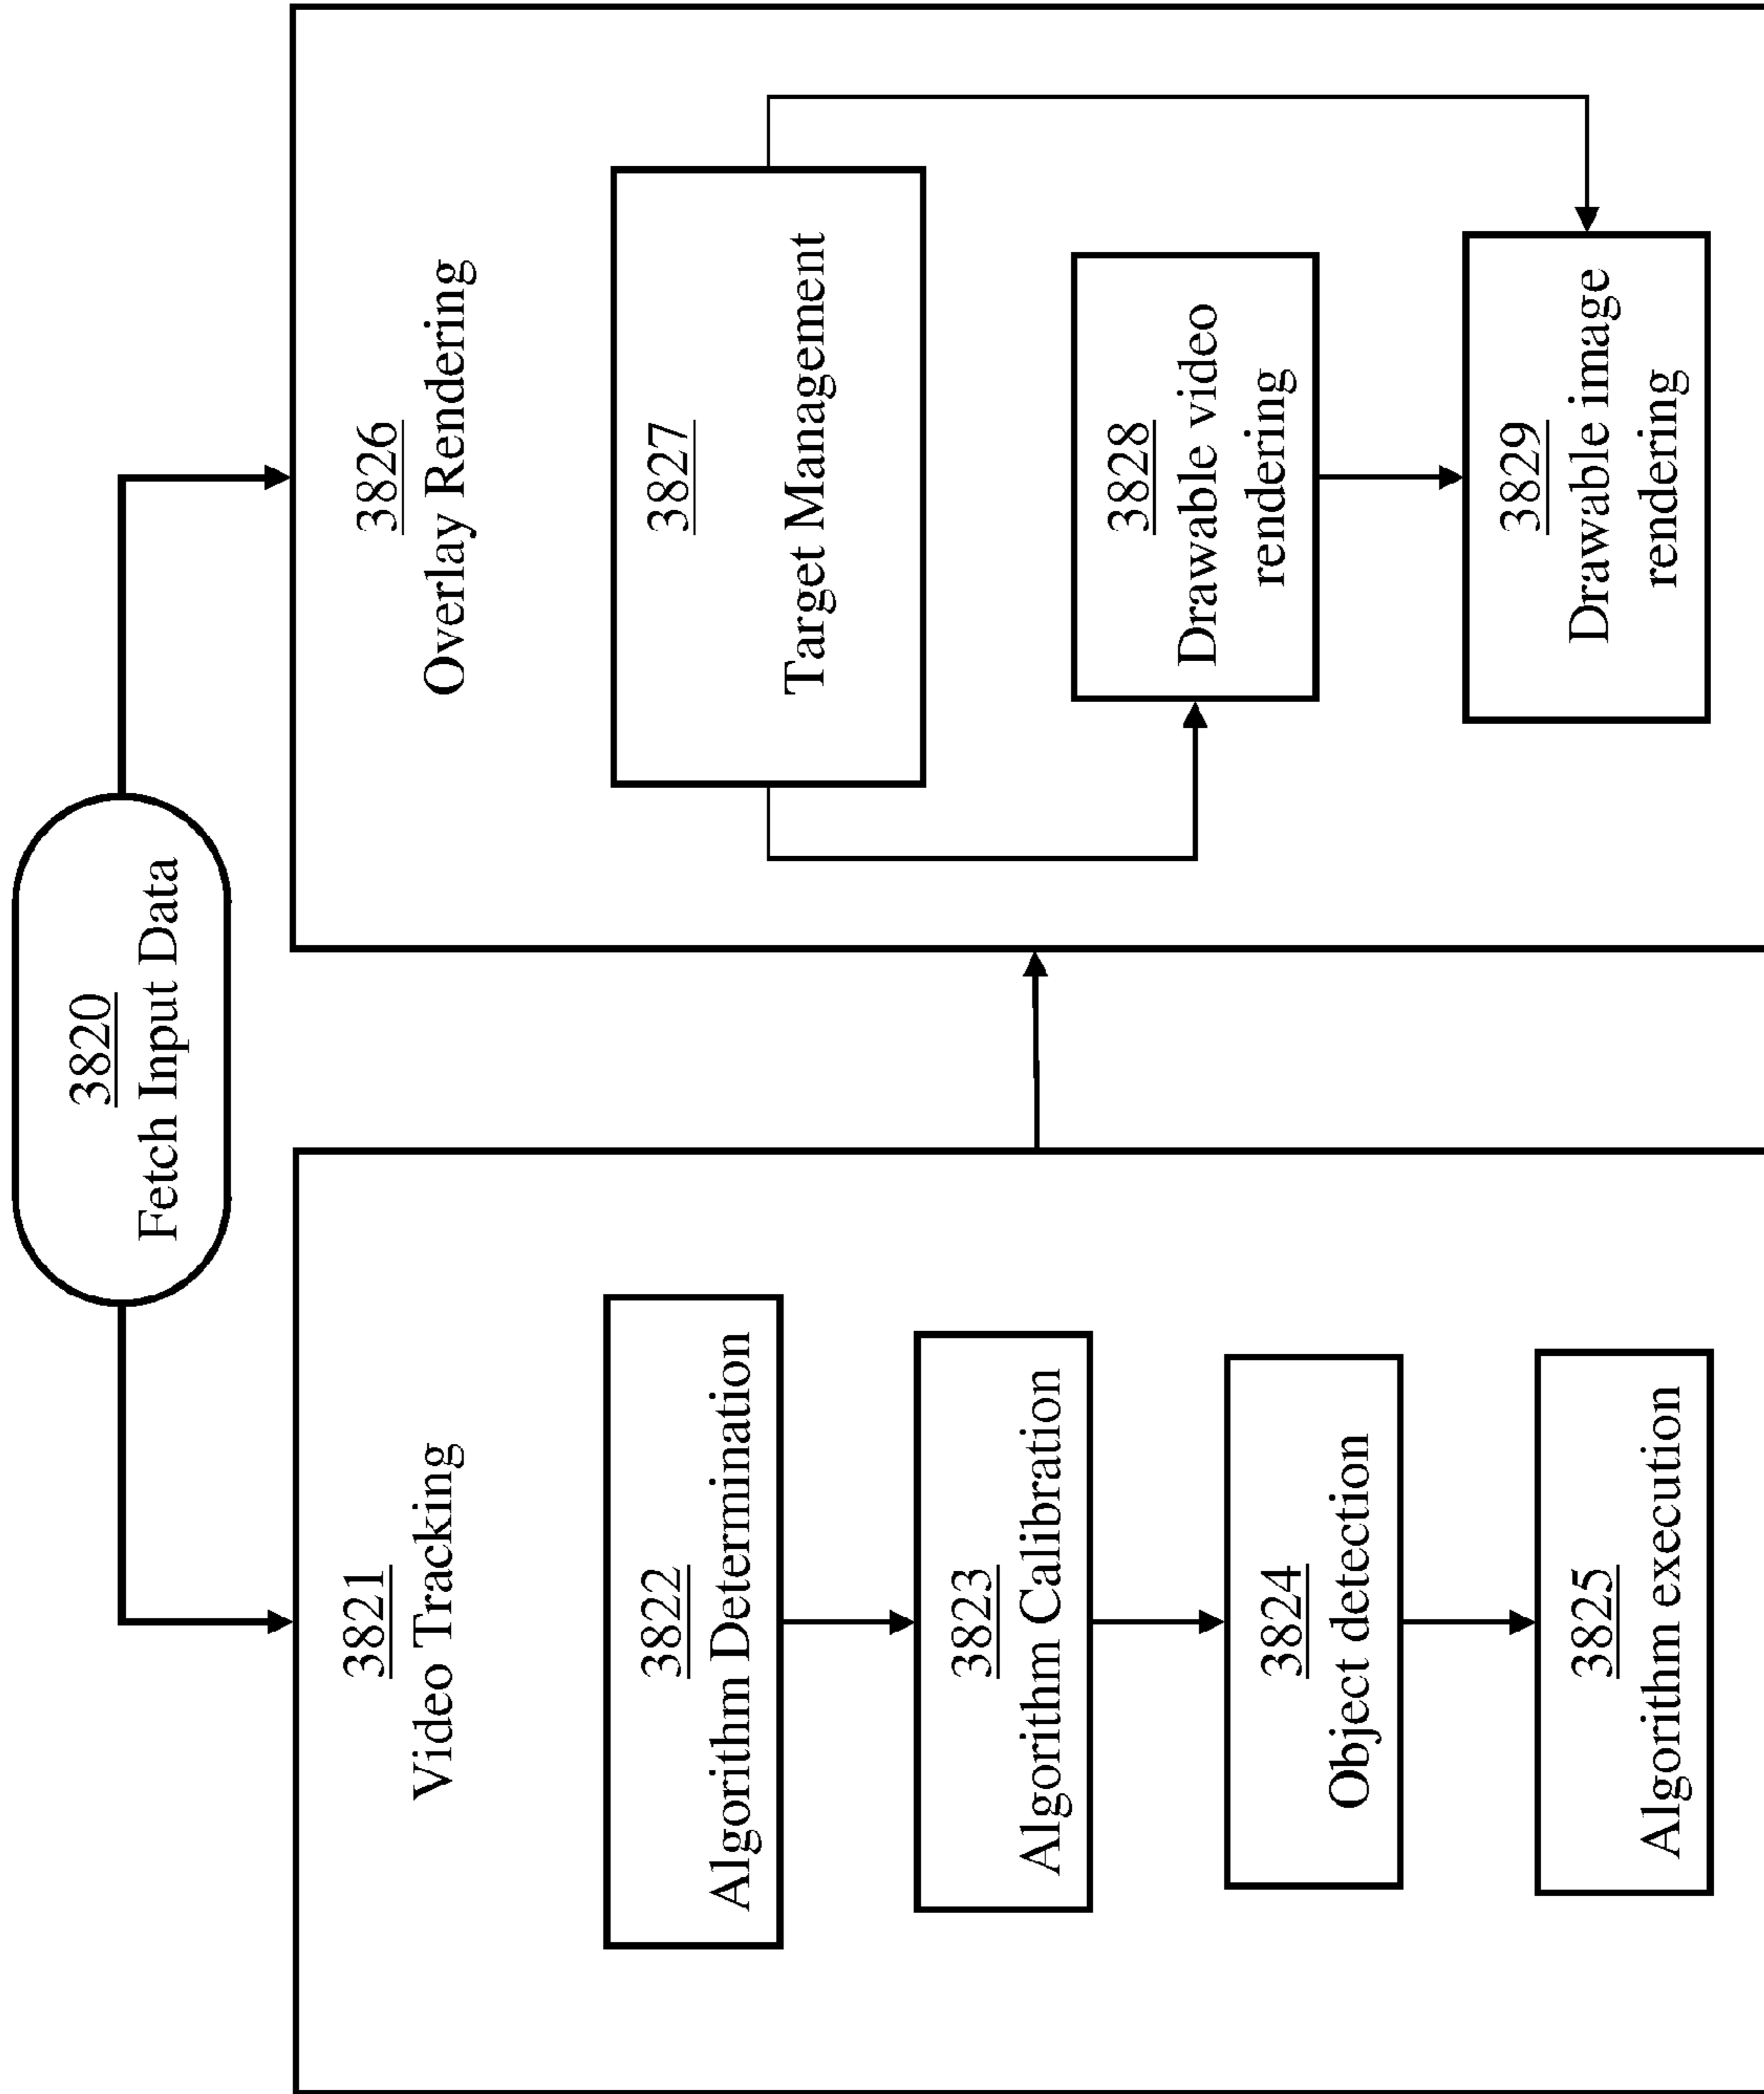 3820
Fetch Input Data
3821
Video Tracking
3822
Algorithm Determination
3823
Algorithm Calibration
3824
Object detection
3825
Algorithm execution
3826
Overlay Rendering
3827
Target Management
3828
Drawable video
rendering
3829
Drawable image
rendering